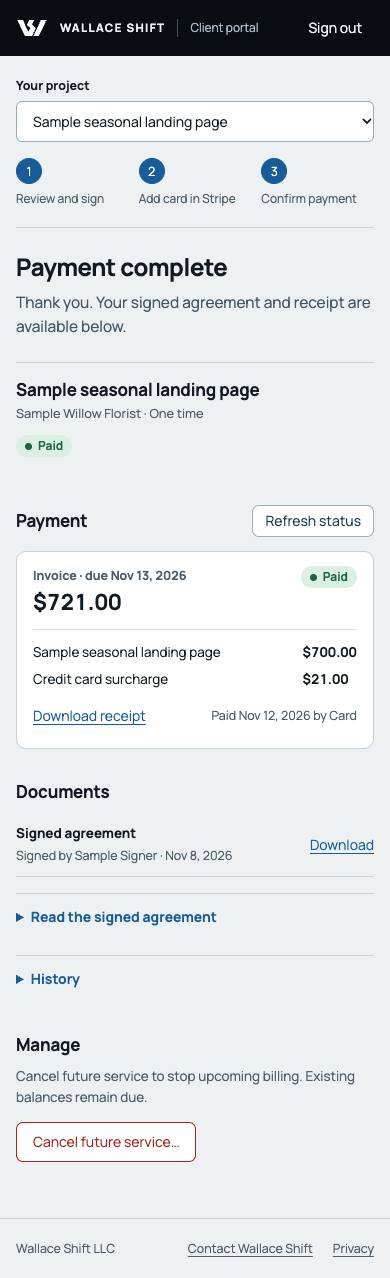 WALLACE SHIFT
Client portal
Sign out
Your project
Sample seasonal landing page
1
2
3
Review and sign
Add card in Stripe
Confirm payment
Payment complete
Thank you. Your signed agreement and receipt are
available below.
Sample seasonal landing page
Sample Willow Florist · One time
Paid
Payment
Refresh status
Invoice · due Nov 13, 2026
Paid
$721.00
Sample seasonal landing page
$700.00
Credit card surcharge
$21.00
Download receipt
Paid Nov 12, 2026 by Card
Documents
Signed agreement
Signed by Sample Signer · Nov 8, 2026
Download
Read the signed agreement
History
Manage
Cancel future service to stop upcoming billing. Existing
balances remain due.
Cancel future service…
Wallace Shift LLC
Contact Wallace Shift
Privacy